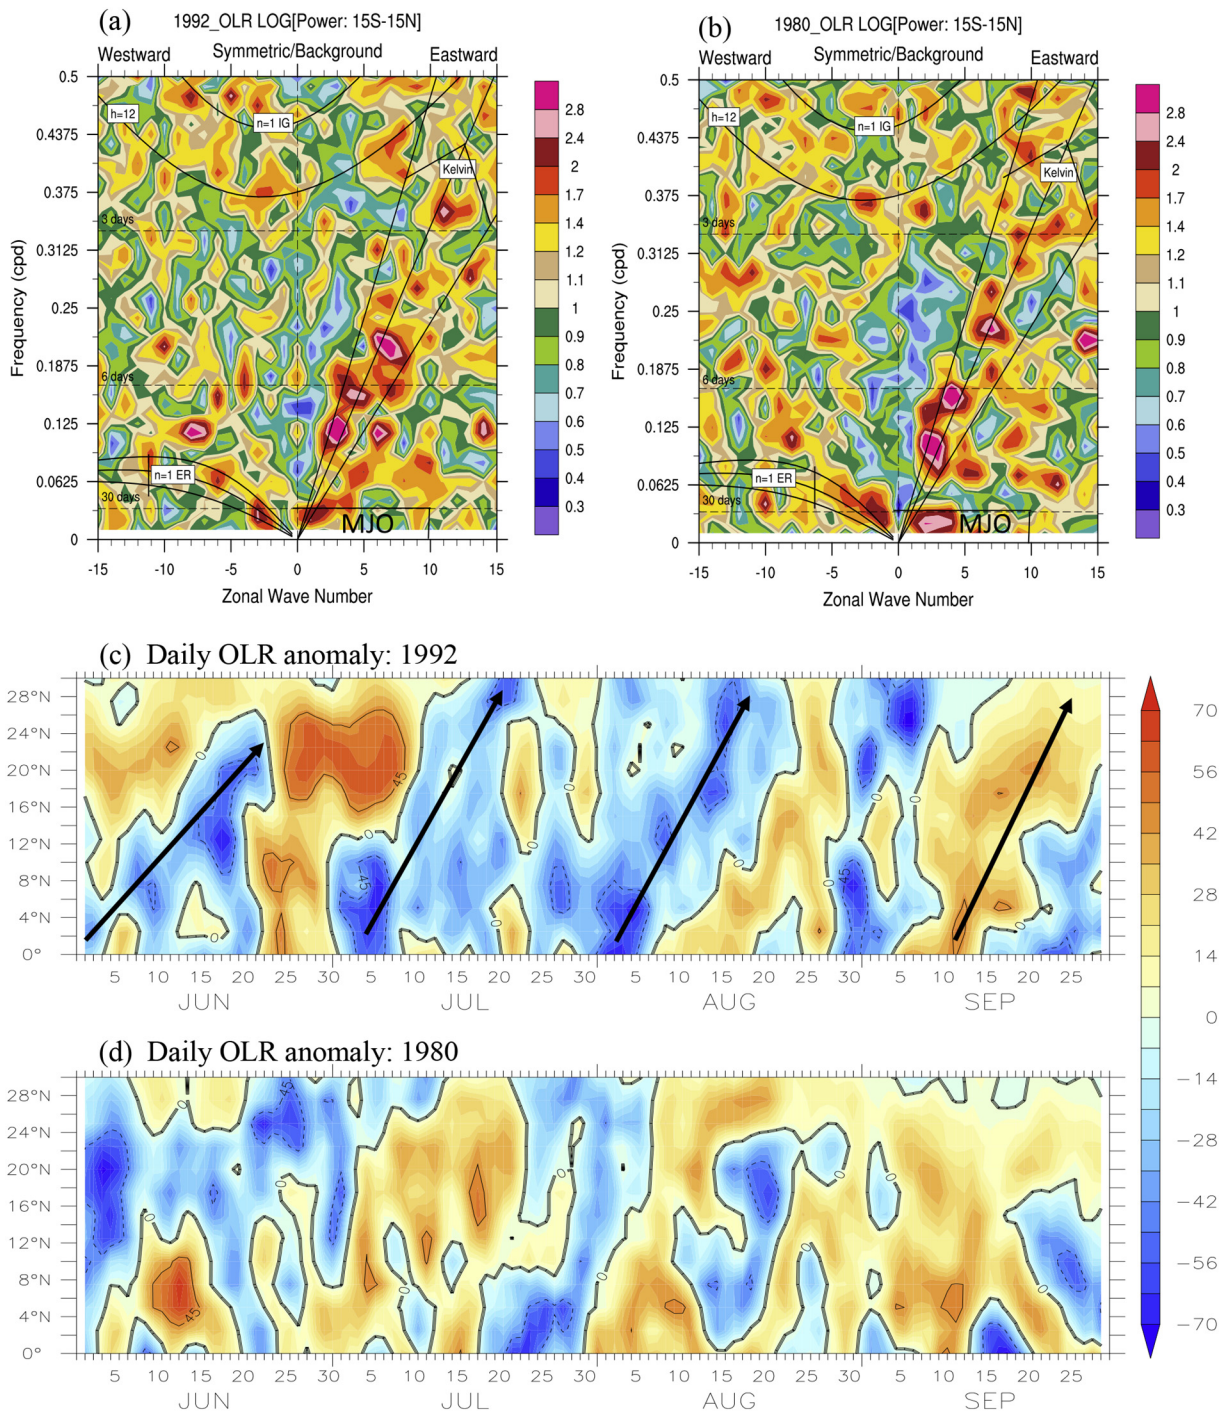 (a) 1992_OLR LOG[Power: 15S-15N]
Westward Symmetric/Background Eastward
0.5
0.4375
0.375
0.3125
0.25
0.1875
0.125
0.0625
0
Frequency (cpd)
h=12
n=1 IG
Kelvin
3 days
6 days
n=1 ER
30 days
MJO
-15 -10 -5 0 5 10 15
Zonal Wave Number
2.8
2.4
2
1.7
1.4
1.2
1.1
1
0.9
0.8
0.7
0.6
0.5
0.4
0.3
(b) 1980_OLR LOG[Power: 15S-15N]
Westward Symmetric/Background Eastward
0.5
0.4375
0.375
0.3125
0.25
0.1875
0.125
0.0625
0
Frequency (cpd)
h=12
n=1 IG
Kelvin
3 days
6 days
n=1 ER
30 days
MJO
-15 -10 -5 0 5 10 15
Zonal Wave Number
2.8
2.4
2
1.7
1.4
1.2
1.1
1
0.9
0.8
0.7
0.6
0.5
0.4
0.3
(c) Daily OLR anomaly: 1992
28°N
24°N
20°N
16°N
12°N
8°N
4°N
0°
5 10 15 20 25 30 5 10 15 20 25 30 5 10 15 20 25 30 5 10 15 20 25
JUN JUL AUG SEP
(d) Daily OLR anomaly: 1980
28°N
24°N
20°N
16°N
12°N
8°N
4°N
0°
5 10 15 20 25 30 5 10 15 20 25 30 5 10 15 20 25 30 5 10 15 20 25
JUN JUL AUG SEP
70
56
42
28
14
0
−14
−28
−42
−56
−70